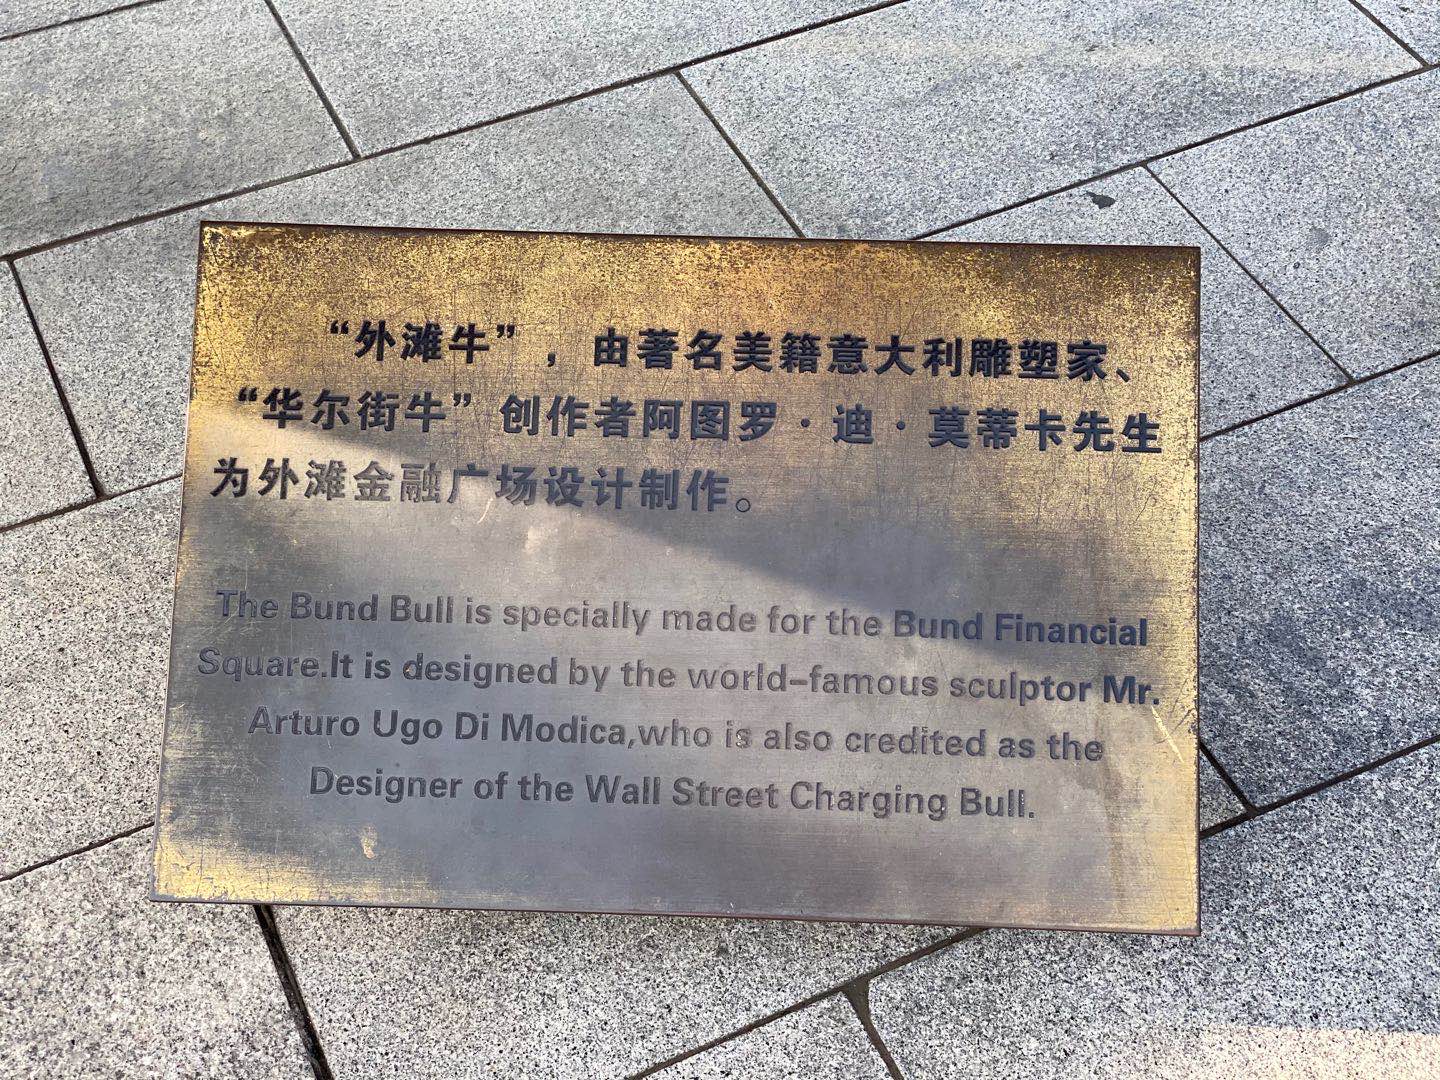 “外滩牛”，由著名美籍意大利雕塑家、
“华尔街牛”创作者阿图罗·迪·莫蒂卡先生
为外滩金融广场设计制作。
The Bund Bull is specially made for the Bund Financial
Square.It is designed by the world-famous sculptor Mr.
Arturo Ugo Di Modica,who is also credited as the
Designer of the Wall Street Charging Bull.